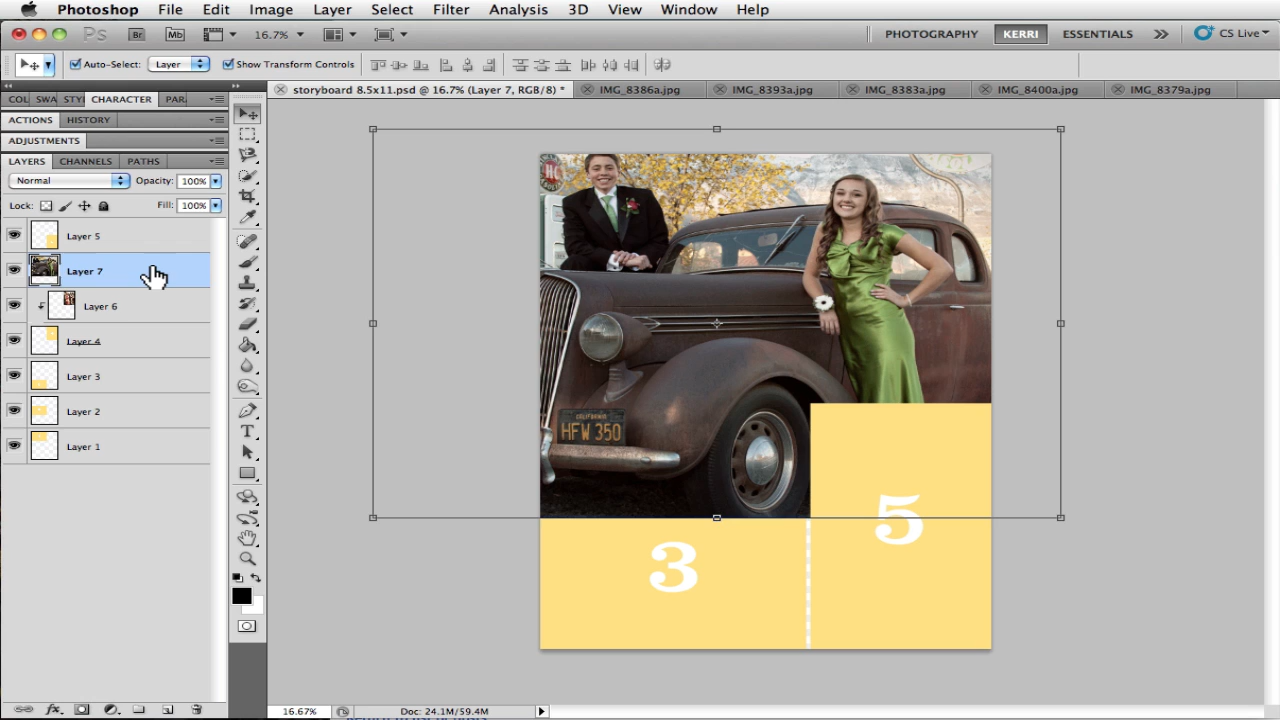 Photoshop File Edit Image Layer Select Filter Analysis 3D View Window Help
Ps Br Mb 16.7% PHOTOGRAPHY KERRI ESSENTIALS CS Live
Auto-Select: Layer Show Transform Controls
COL SWA STYL CHARACTER PAR
storyboard 8.5x11.psd @ 16.7% (Layer 7, RGB/8) * IMG_8386a.jpg IMG_8393a.jpg IMG_8383a.jpg IMG_8400a.jpg IMG_8379a.jpg
ACTIONS HISTORY
ADJUSTMENTS
LAYERS CHANNELS PATHS
Normal Opacity: 100%
Lock: Fill: 100%
Layer 5
Layer 7
Layer 6
Layer 4
Layer 3
Layer 2
Layer 1
CALIFORNIA
HFW 350
5
3
fx
16.67% Doc: 24.1M/59.4M